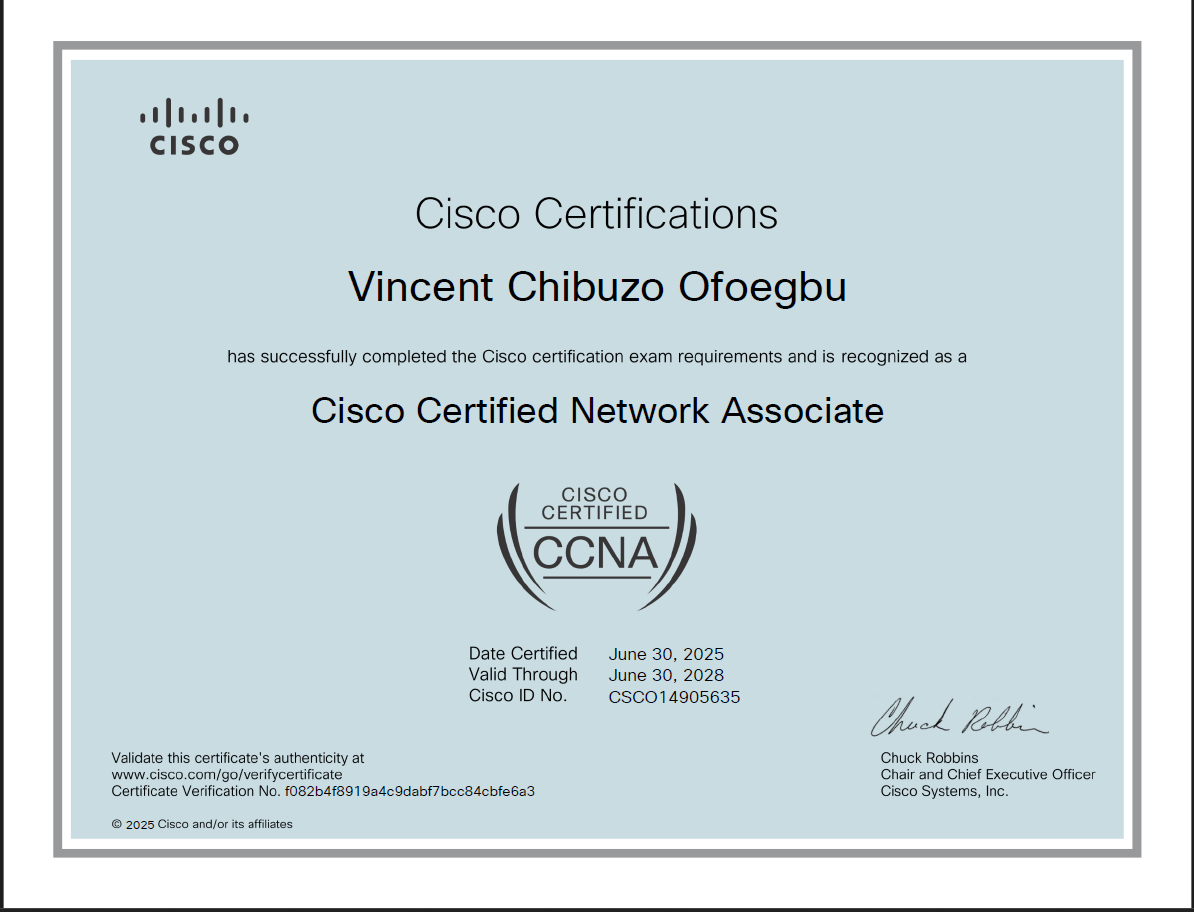 CISCO
Cisco Certifications
Vincent Chibuzo Ofoegbu
has successfully completed the Cisco certification exam requirements and is recognized as a
Cisco Certified Network Associate
CISCO
CERTIFIED
CCNA
Date Certified June 30, 2025
Valid Through June 30, 2028
Cisco ID No. CSCO14905635
Chuck Robbins
Validate this certificate's authenticity at
www.cisco.com/go/verifycertificate
Certificate Verification No. f082b4f8919a4c9dabf7bcc84cbfe6a3
Chuck Robbins
Chair and Chief Executive Officer
Cisco Systems, Inc.
© 2025 Cisco and/or its affiliates